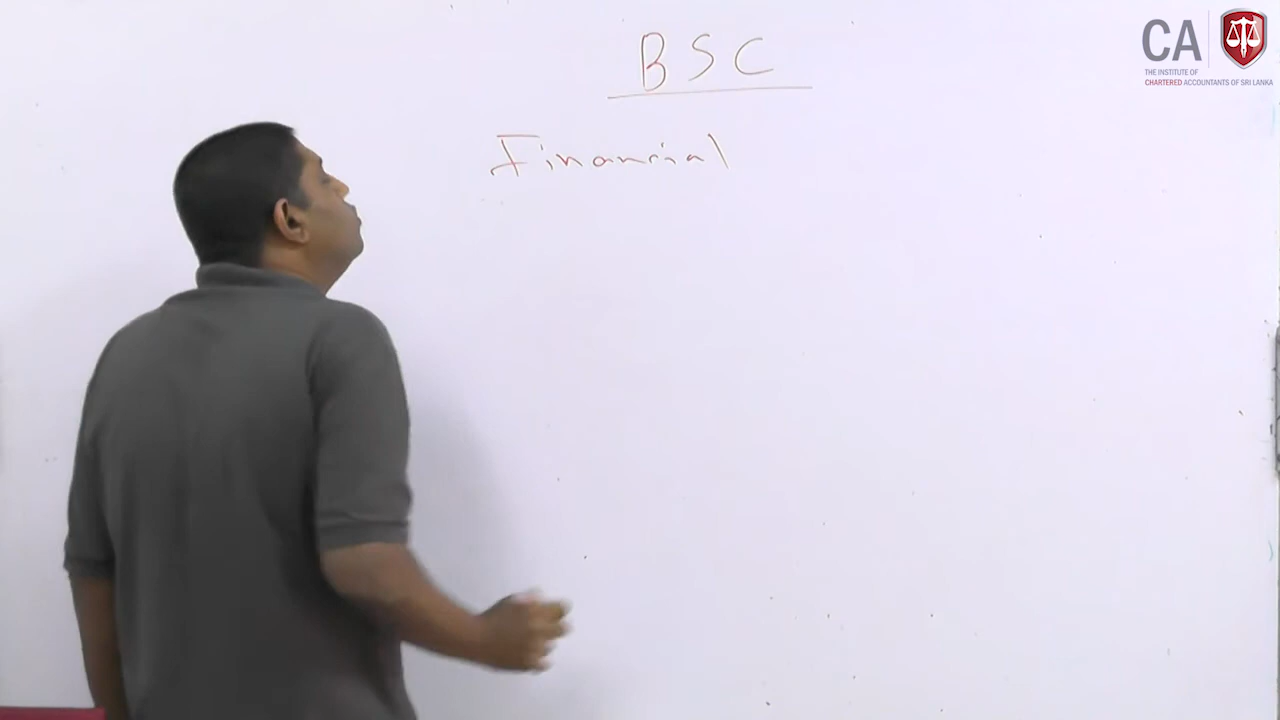 BSC
Financial
CA
THE INSTITUTE OF
CHARTERED ACCOUNTANTS OF SRI LANKA